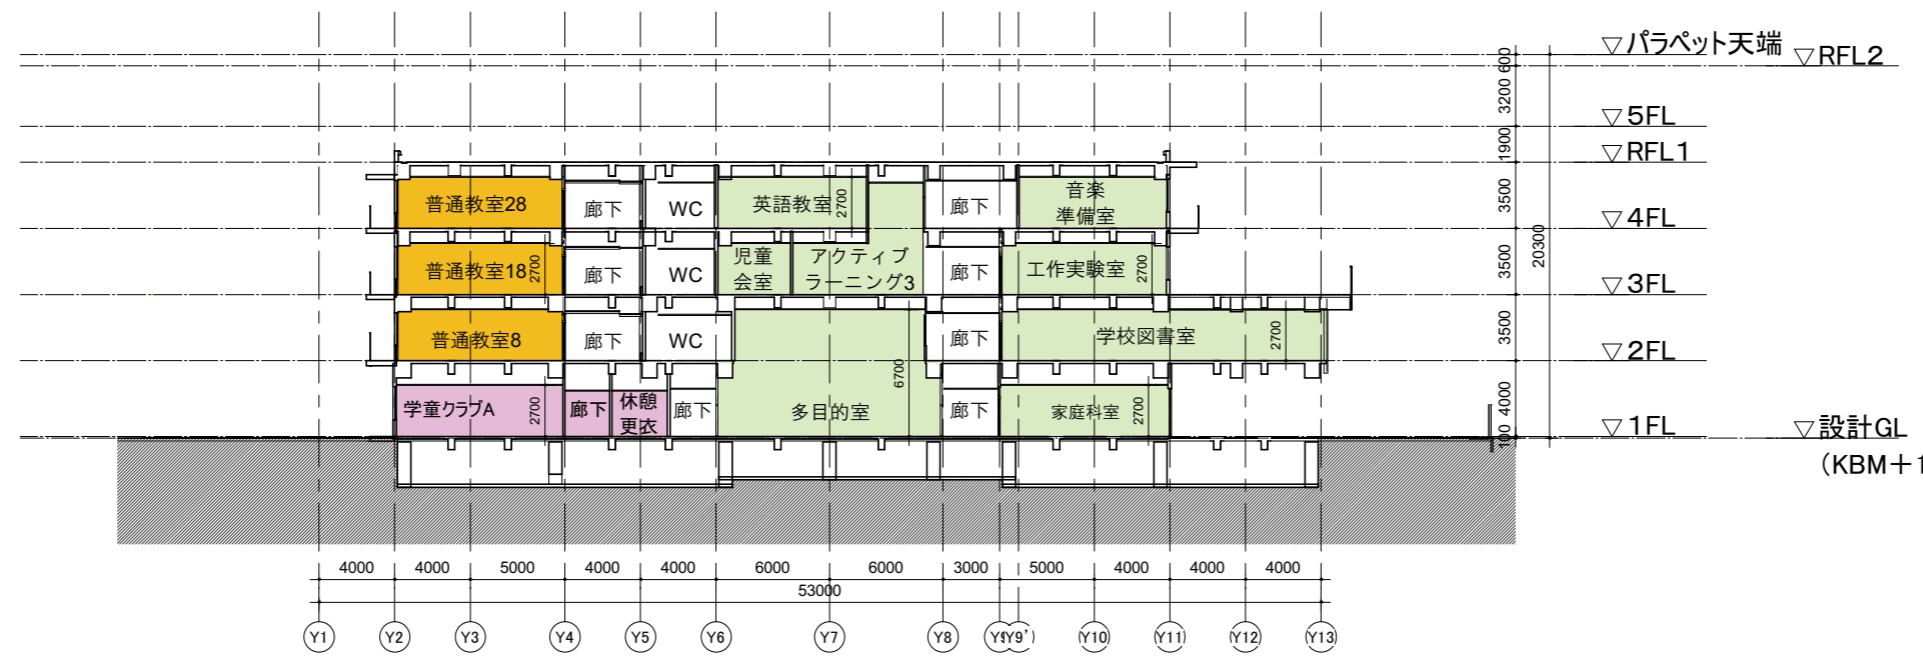 ▽パラペット天端
▽RFL2
600
3200
▽5FL
1900
▽RFL1
3500
▽4FL
3500
20300
▽3FL
3500
▽2FL
4000
▽1FL
100
▽設計GL
(KBM+1
普通教室28
廊下
WC
英語教室
2700
廊下
音楽
準備室
普通教室18
2700
廊下
WC
児童
会室
アクティブ
ラーニング3
廊下
工作実験室
2700
普通教室8
廊下
WC
廊下
学校図書室
2700
学童クラブA
2700
廊下
休憩
更衣
廊下
多目的室
6700
廊下
家庭科室
2700
4000 4000 5000 4000 4000 6000 6000 3000 5000 4000 4000 4000
53000
Y1 Y2 Y3 Y4 Y5 Y6 Y7 Y8 Y9 Y9' Y10 Y11 Y12 Y13